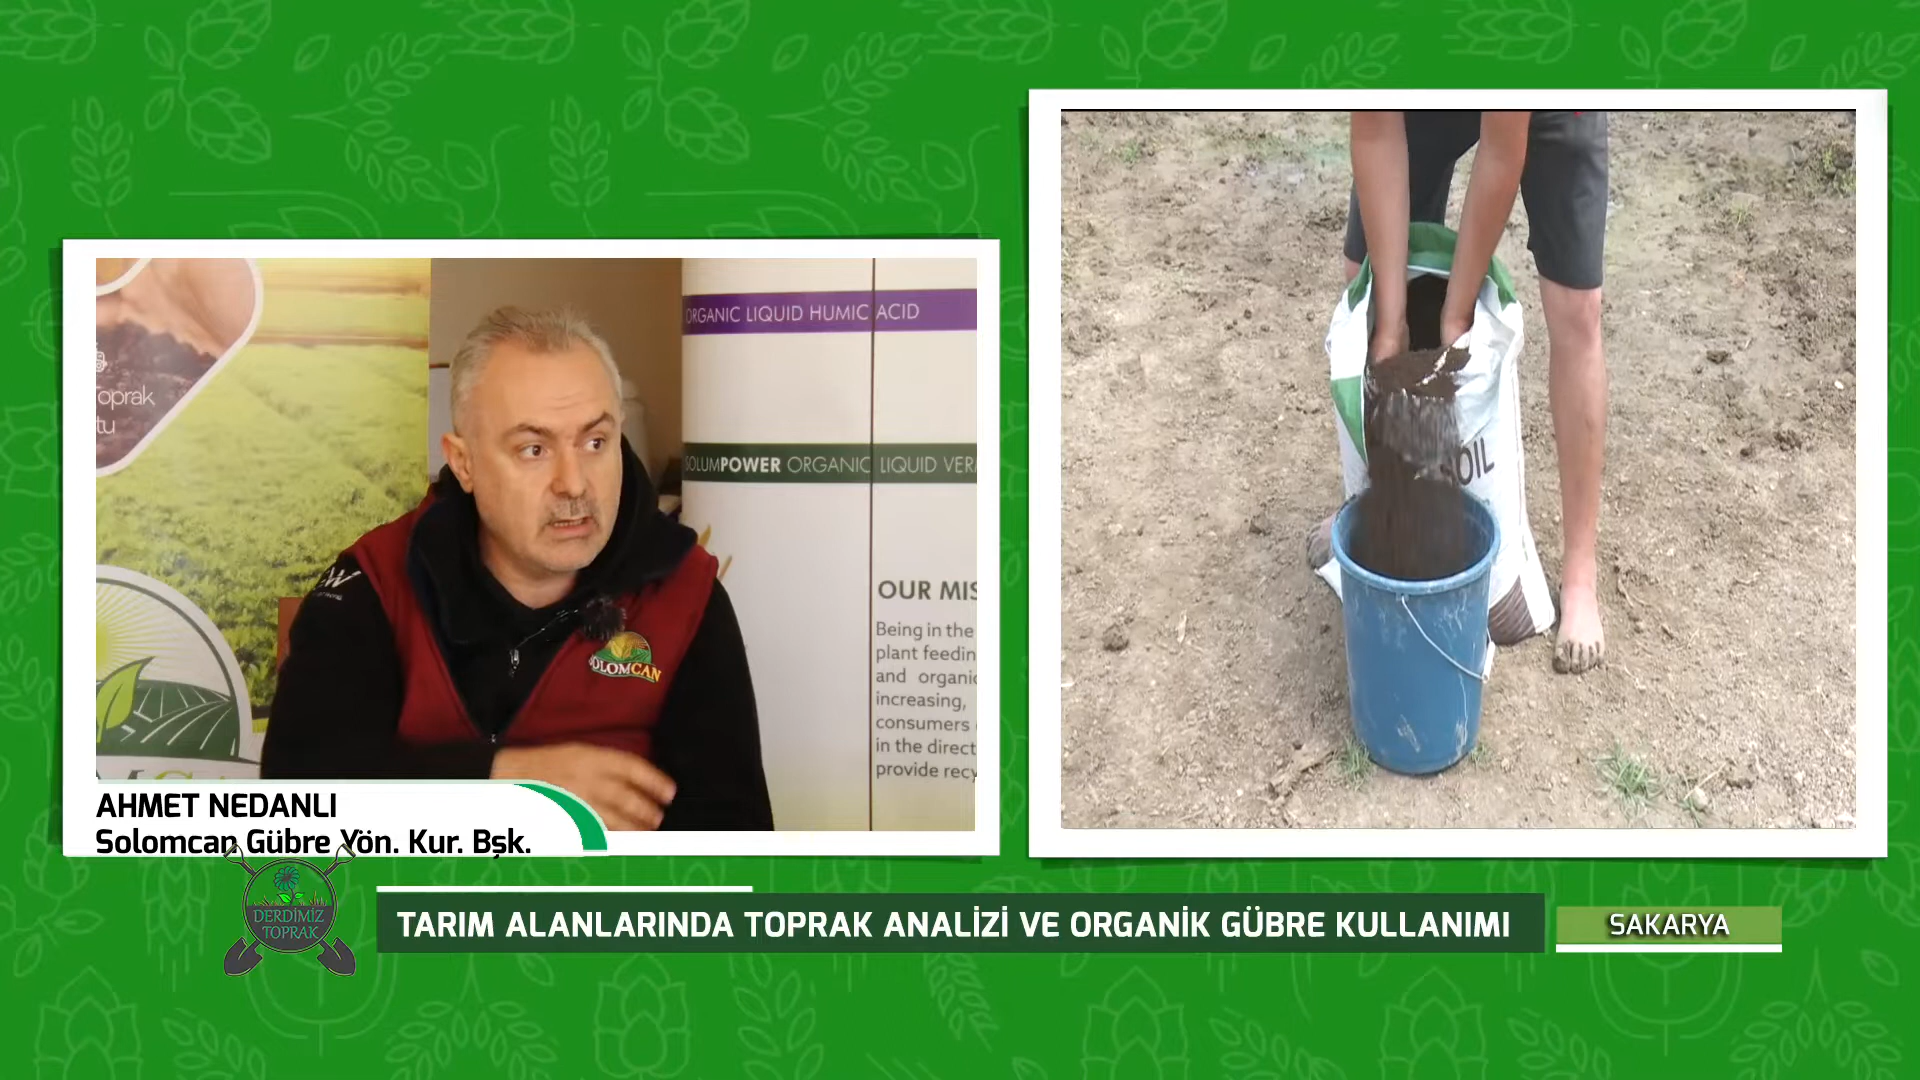 Toprak
ORGANIC LIQUID HUMIC ACID
SOLUMPOWER ORGANIC LIQUID VER
OUR MIS
Being in the
plant feedin
and organic
increasing,
consumers
in the direct
provide recy
SOLOMCAN
OIL
AHMET NEDANLI
Solomcan Gübre Yön. Kur. Bşk.
DERDİMİZ
TOPRAK
TARIM ALANLARINDA TOPRAK ANALİZİ VE ORGANİK GÜBRE KULLANIMI
SAKARYA